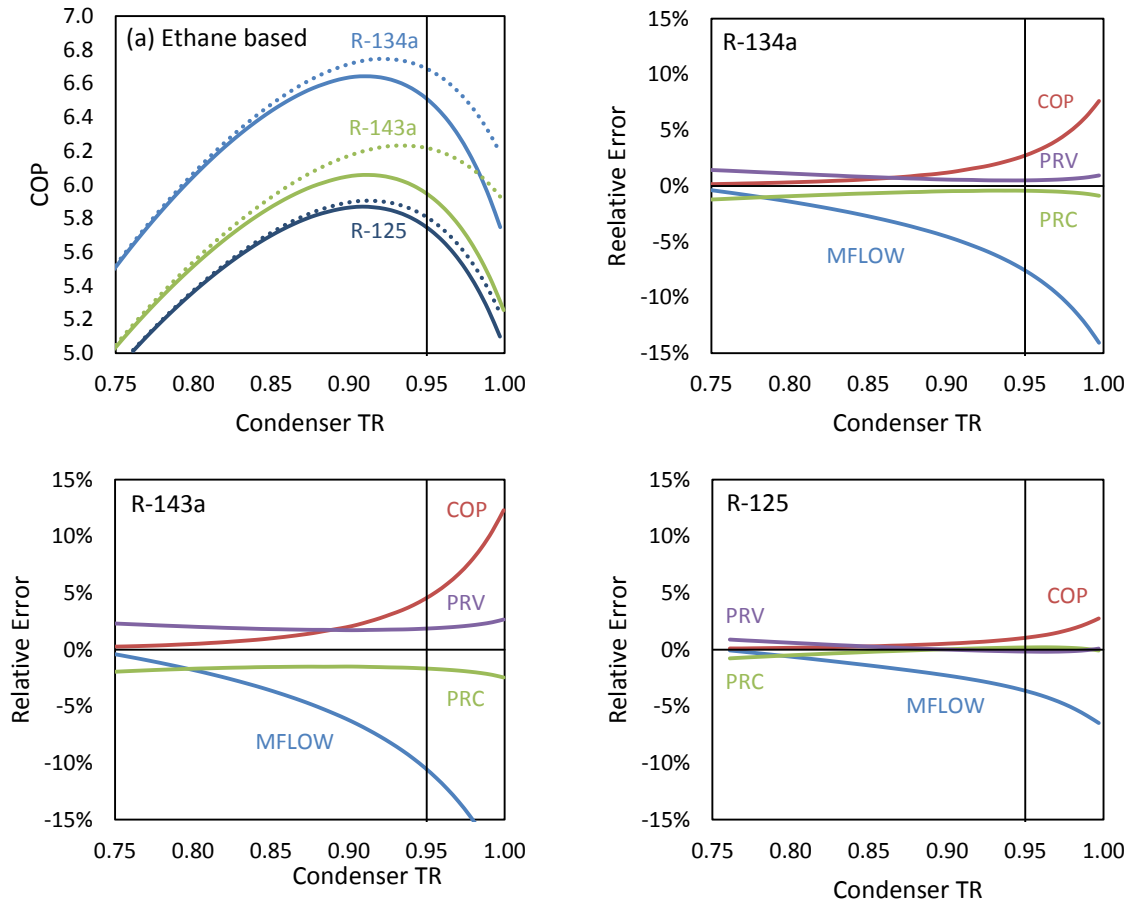 (a) Ethane based
R-134a
R-143a
R-125
COP
7.0
6.8
6.6
6.4
6.2
6.0
5.8
5.6
5.4
5.2
5.0
0.75 0.80 0.85 0.90 0.95 1.00
Condenser TR
R-134a
COP
PRV
PRC
MFLOW
Reelative Error
15%
10%
5%
0%
-5%
-10%
-15%
0.75 0.80 0.85 0.90 0.95 1.00
Condenser TR
R-143a
COP
PRV
PRC
MFLOW
Relative Error
15%
10%
5%
0%
-5%
-10%
-15%
0.75 0.80 0.85 0.90 0.95 1.00
Condenser TR
R-125
COP
PRV
PRC
MFLOW
Relative Error
15%
10%
5%
0%
-5%
-10%
-15%
0.75 0.80 0.85 0.90 0.95 1.00
Condenser TR